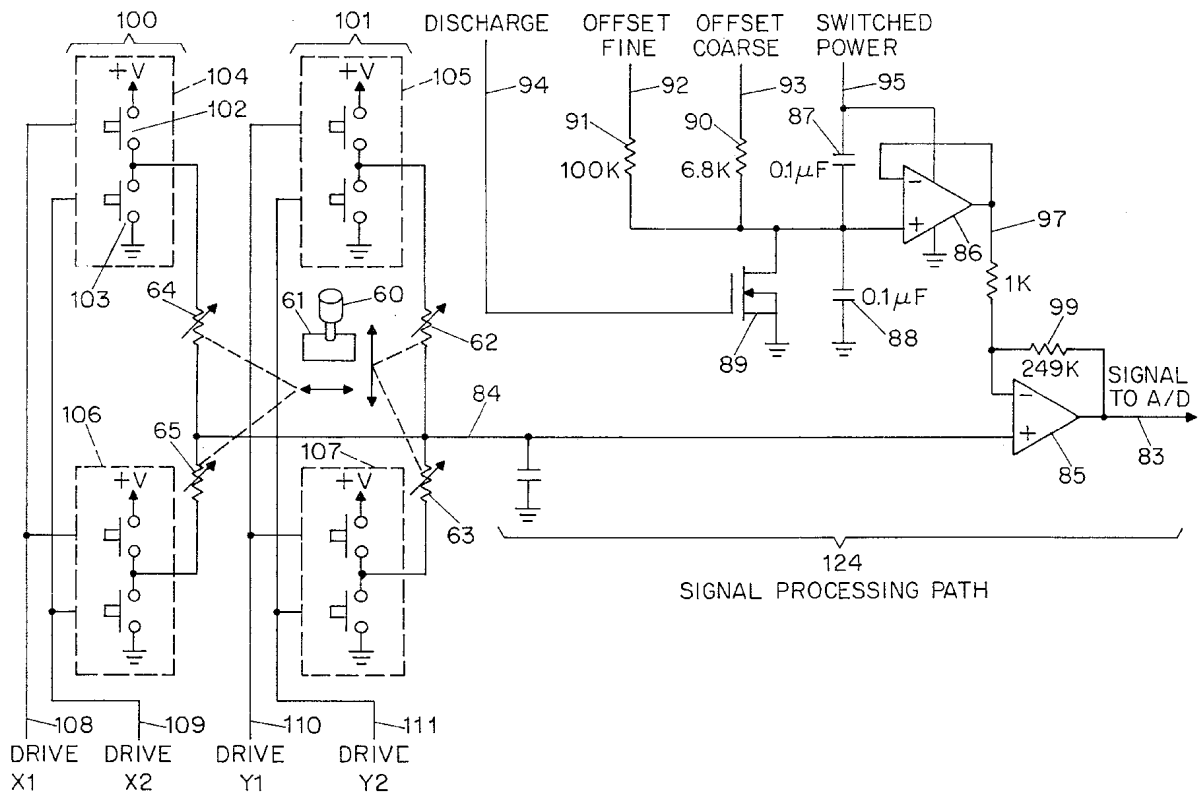 100
101
DISCHARGE
OFFSET FINE
OFFSET COARSE
SWITCHED POWER
+V
104
102
+V
105
94
92
93
95
91
100K
90
6.8K
87
0.1µF
−
+
86
97
1K
103
64
61
60
62
89
0.1µF
88
99
249K
SIGNAL TO A/D
−
+
85
83
84
106
65
+V
107
+V
63
124
SIGNAL PROCESSING PATH
108
109
110
111
DRIVE X1
DRIVE X2
DRIVE Y1
DRIVE Y2